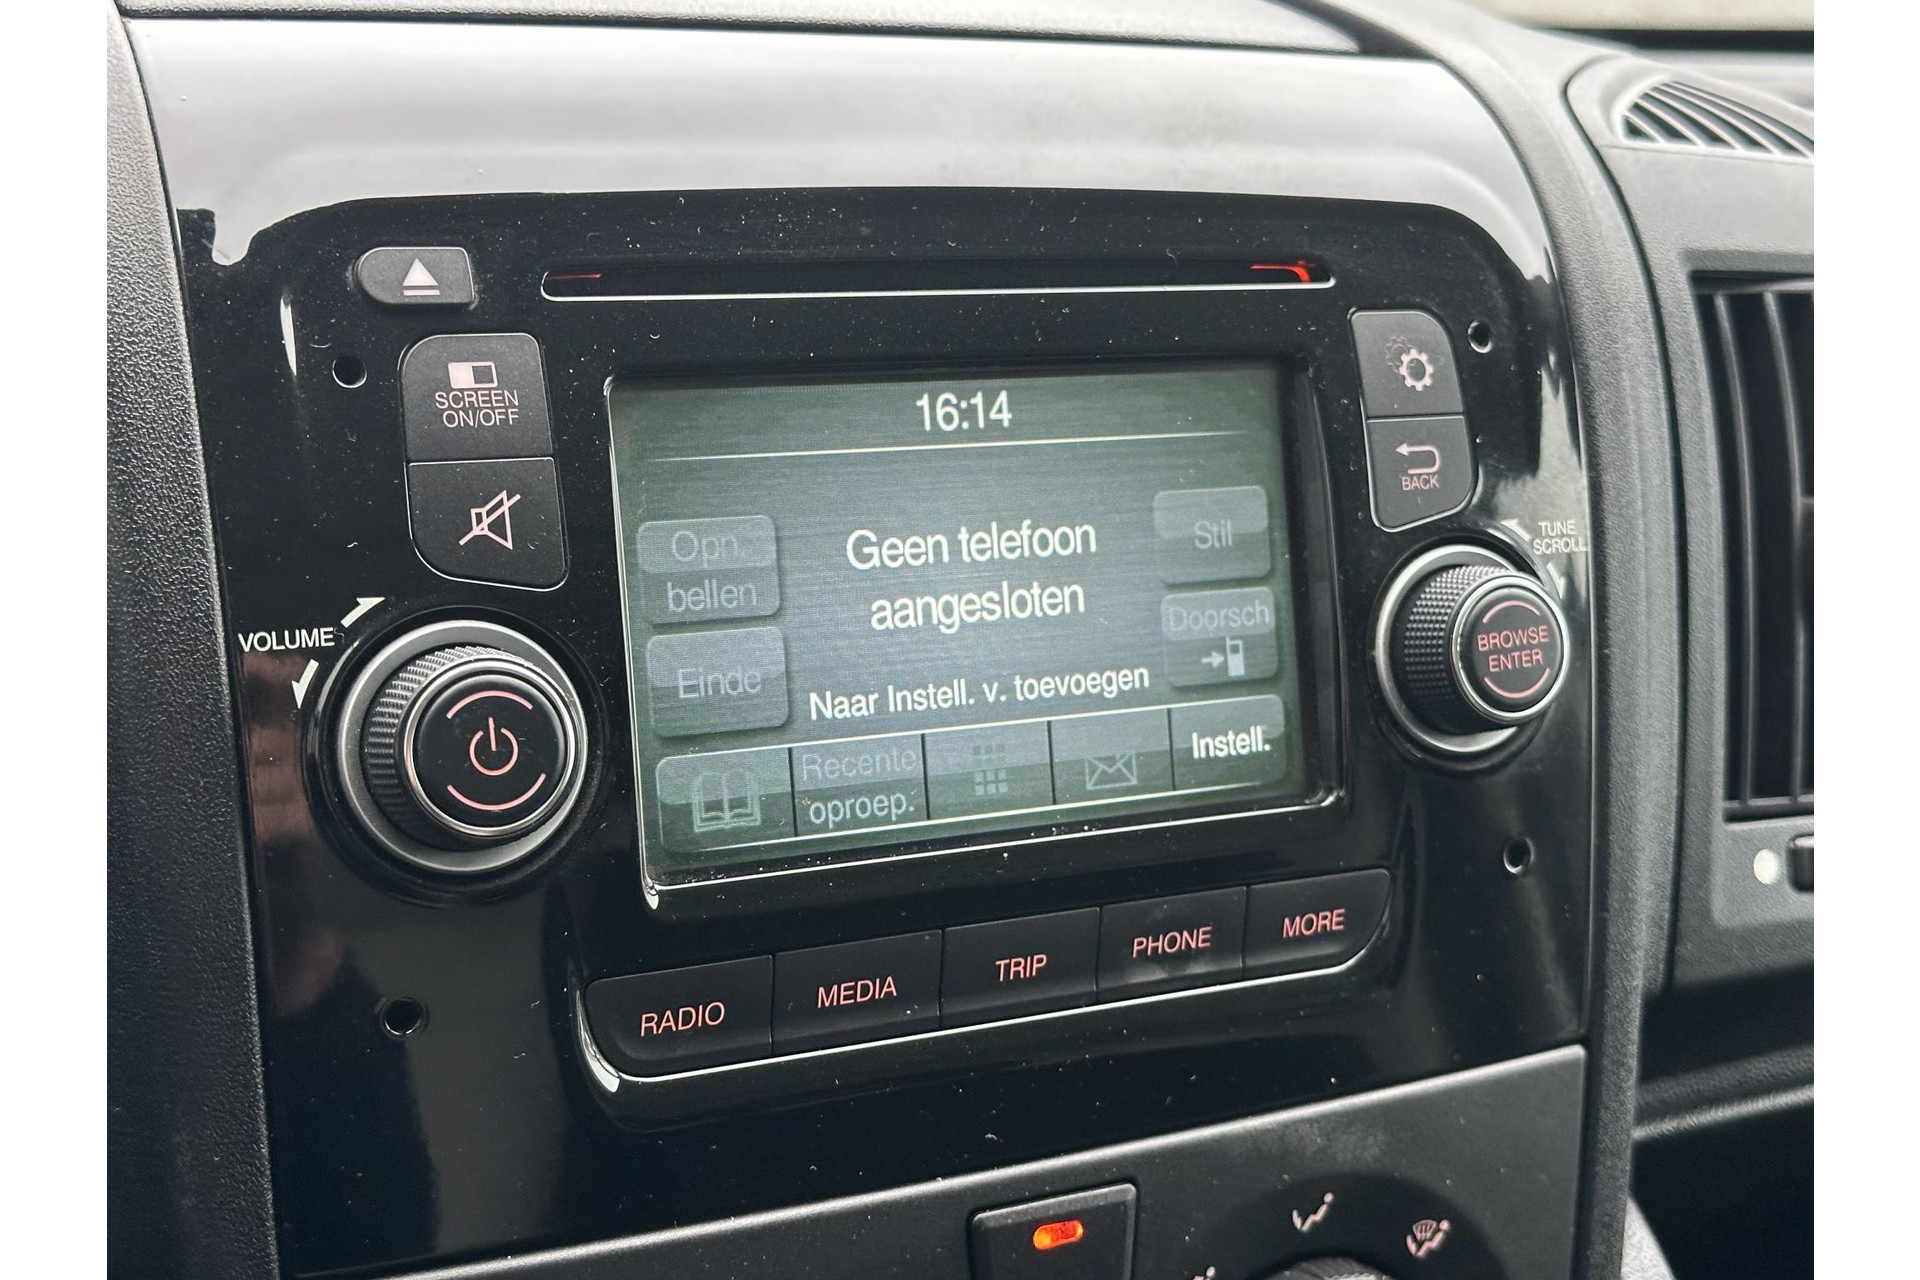 SCREEN
ON/OFF
16:14
BACK
TUNE
SCROLL
VOLUME
Opn.
bellen
Geen telefoon
aangesloten
Stil
Doorsch
Einde
Naar Instell. v. toevoegen
Recente
oproep.
Instell.
BROWSE
ENTER
RADIO
MEDIA
TRIP
PHONE
MORE